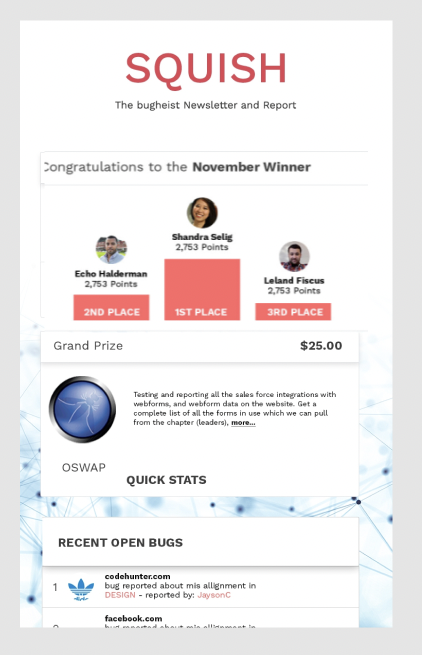 SQUISH
The bugheist Newsletter and Report
Congratulations to the November Winner
Shandra Selig
2,753 Points
Echo Halderman
2,753 Points
Leland Fiscus
2,753 Points
2ND PLACE
1ST PLACE
3RD PLACE
Grand Prize $25.00
Testing and reporting all the sales force integrations with
webforms, and webform data on the website. Get a
complete list of all the forms in use which we can pull
from the chapter (leaders), more...
OSWAP
QUICK STATS
RECENT OPEN BUGS
1
codehunter.com
bug reported about mis allignment in
DESIGN - reported by: JaysonC
facebook.com
bug reported about mis allignment in